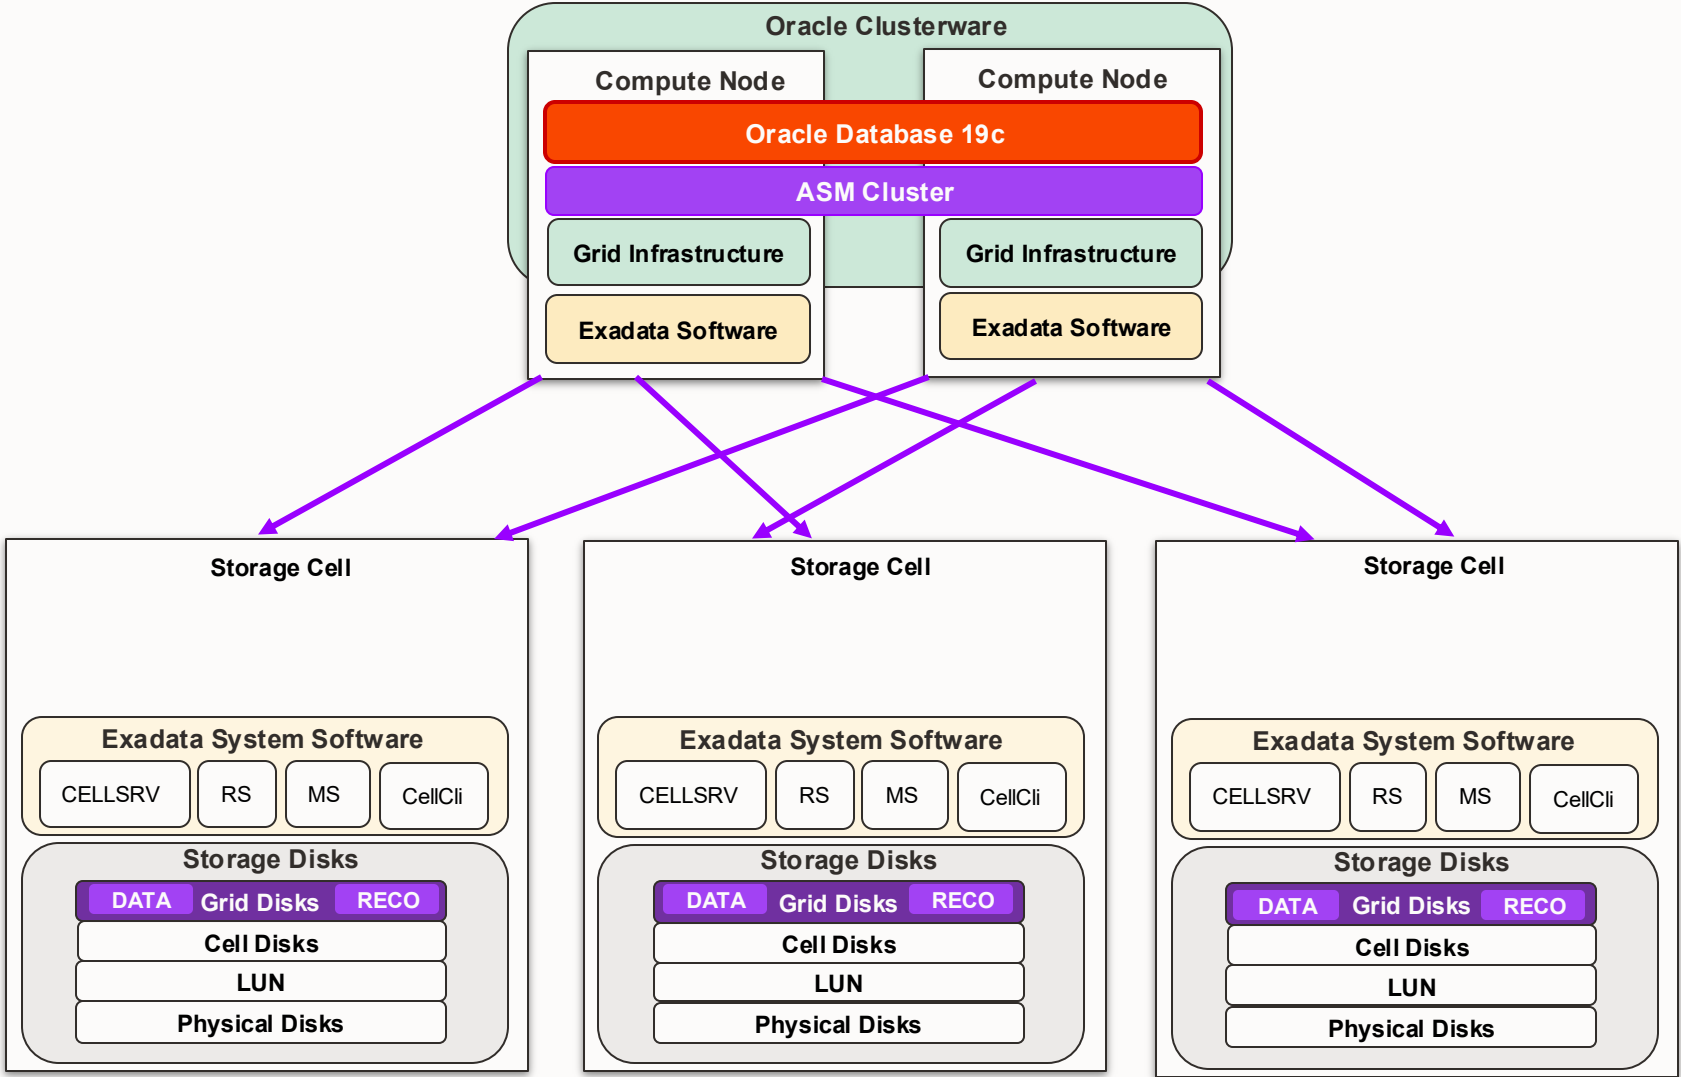 Oracle Clusterware
Compute Node
Compute Node
Oracle Database 19c
ASM Cluster
Grid Infrastructure
Grid Infrastructure
Exadata Software
Exadata Software
Storage Cell
Exadata System Software
CELLSRV
RS
MS
CellCli
Storage Disks
DATA
Grid Disks
RECO
Cell Disks
LUN
Physical Disks
Storage Cell
Exadata System Software
CELLSRV
RS
MS
CellCli
Storage Disks
DATA
Grid Disks
RECO
Cell Disks
LUN
Physical Disks
Storage Cell
Exadata System Software
CELLSRV
RS
MS
CellCli
Storage Disks
DATA
Grid Disks
RECO
Cell Disks
LUN
Physical Disks